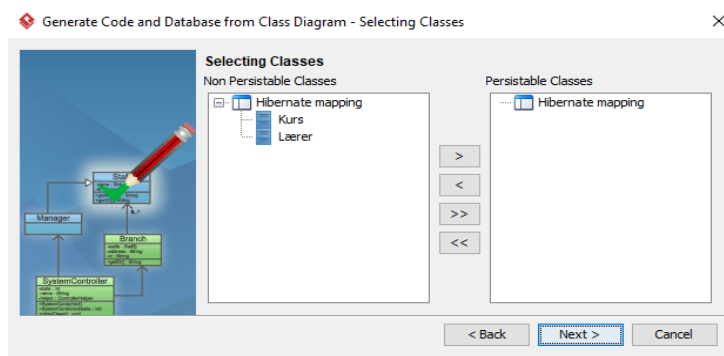 Generate Code and Database from Class Diagram - Selecting Classes
Selecting Classes
Non Persistable Classes
Persistable Classes
Hibernate mapping
Kurs
Lærer
Hibernate mapping
>
<
>>
<<
Manager
Branch
SystemController
< Back
Next >
Cancel